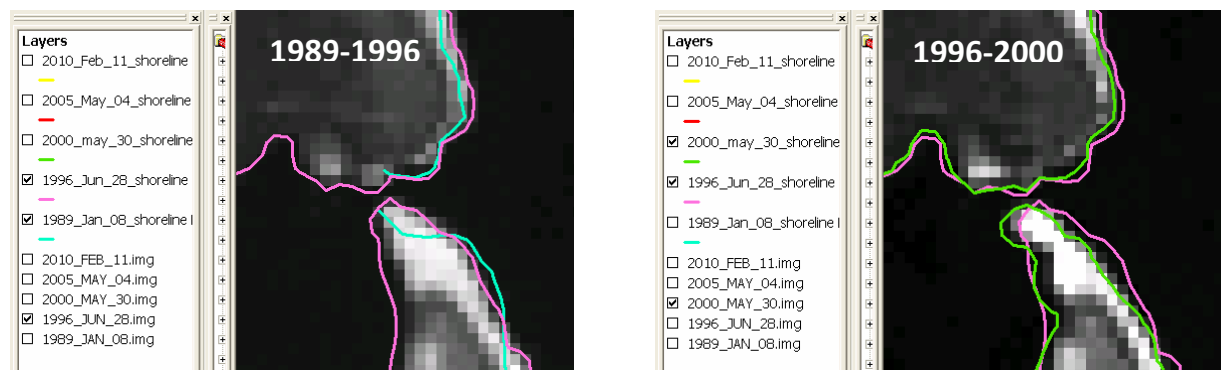 Layers
2010_Feb_11_shoreline
2005_May_04_shoreline
2000_may_30_shoreline
1996_Jun_28_shoreline
1989_Jan_08_shoreline l
2010_FEB_11.img
2005_MAY_04.img
2000_MAY_30.img
1996_JUN_28.img
1989_JAN_08.img
1989-1996
Layers
2010_Feb_11_shoreline
2005_May_04_shoreline
2000_may_30_shoreline
1996_Jun_28_shoreline
1989_Jan_08_shoreline l
2010_FEB_11.img
2005_MAY_04.img
2000_MAY_30.img
1996_JUN_28.img
1989_JAN_08.img
1996-2000